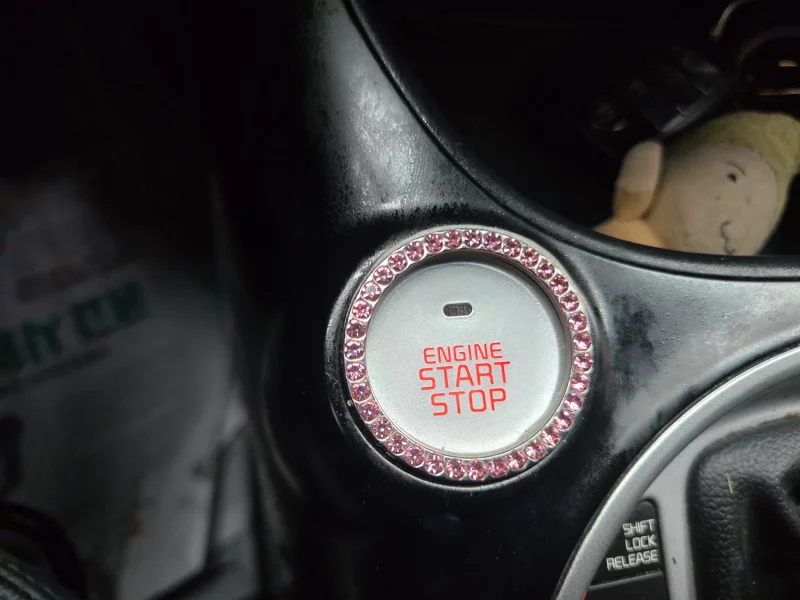 ENGINE
START
STOP
SHIFT
LOCK
RELEASE